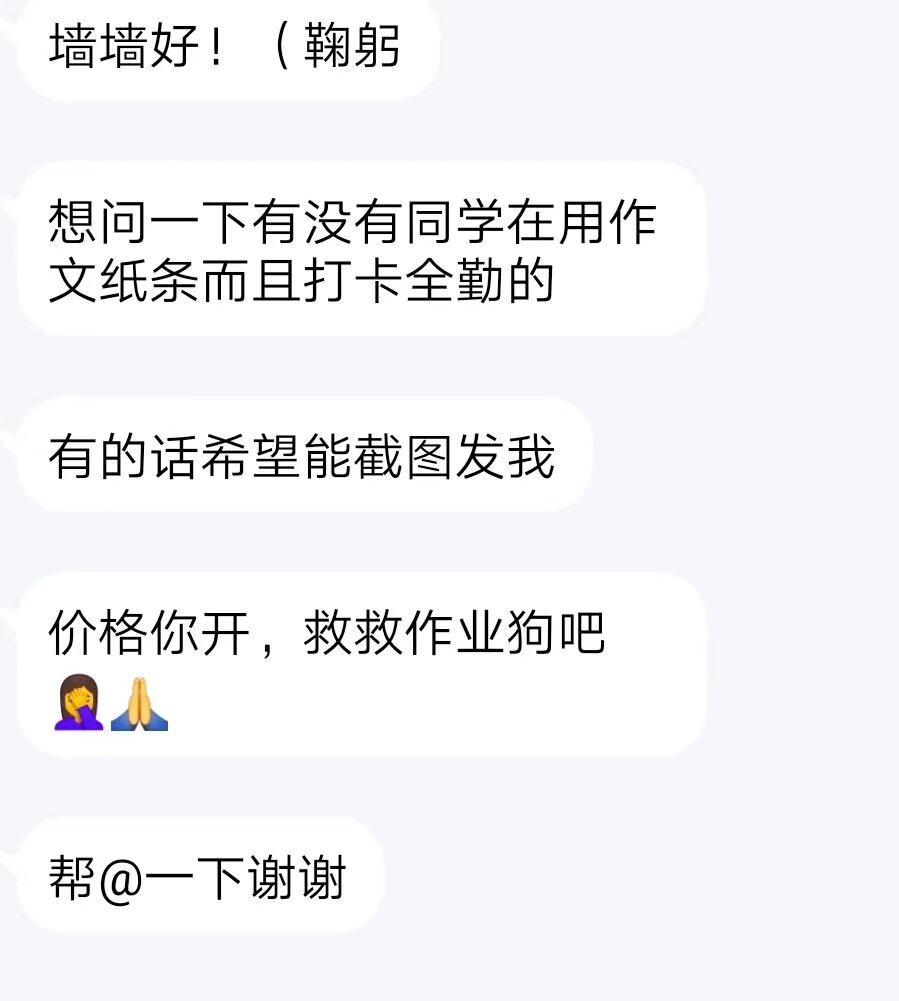 墙墙好！（鞠躬
想问一下有没有同学在用作
文纸条而且打卡全勤的
有的话希望能截图发我
价格你开，救救作业狗吧
🤦‍♀️🙏
帮@一下谢谢